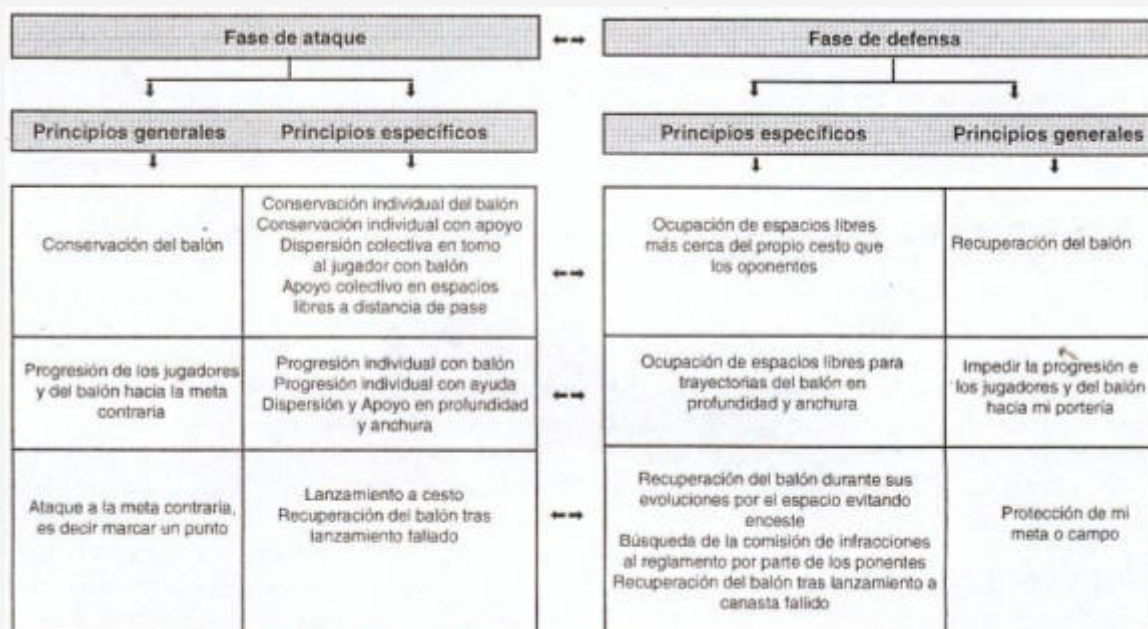 Fase de ataque
Fase de defensa
Principios generales
Principios específicos
Principios específicos
Principios generales
Conservación del balón
Conservación individual del balón
Conservación individual con apoyo
Dispersión colectiva en torno
al jugador con balón
Apoyo colectivo en espacios
libres a distancia de pase
Ocupación de espacios libres
más cerca del propio cesto que
los oponentes
Recuperación del balón
Progresión de los jugadores
y del balón hacia la meta
contraria
Progresión individual con balón
Progresión individual con ayuda
Dispersión y Apoyo en profundidad
y anchura
Ocupación de espacios libres para
trayectorias del balón en
profundidad y anchura
Impedir la progresión e
los jugadores y del balón
hacia mi portería
Ataque a la meta contraria,
es decir marcar un punto
Lanzamiento a cesto
Recuperación del balón tras
lanzamiento fallado
Recuperación del balón durante sus
evoluciones por el espacio evitando
enceste
Búsqueda de la comisión de infracciones
al reglamento por parte de los ponentes
Recuperación del balón tras lanzamiento a
canasta fallido
Protección de mi
meta o campo